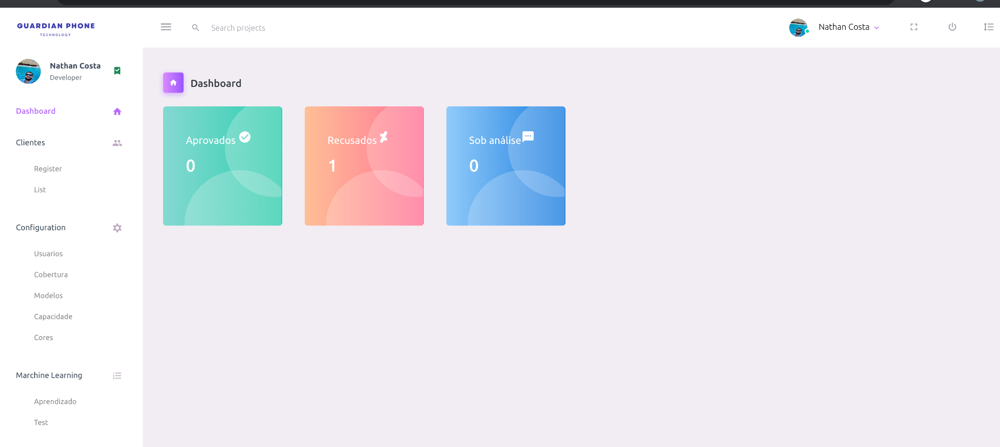 GUARDIAN PHONE
TECHNOLOGY
Search projects
Nathan Costa
Nathan Costa
Developer
Dashboard
Clientes
Register
List
Configuration
Usuarios
Cobertura
Modelos
Capacidade
Cores
Marchine Learning
Aprendizado
Test
Dashboard
Aprovados
0
Recusados
1
Sob análise
0